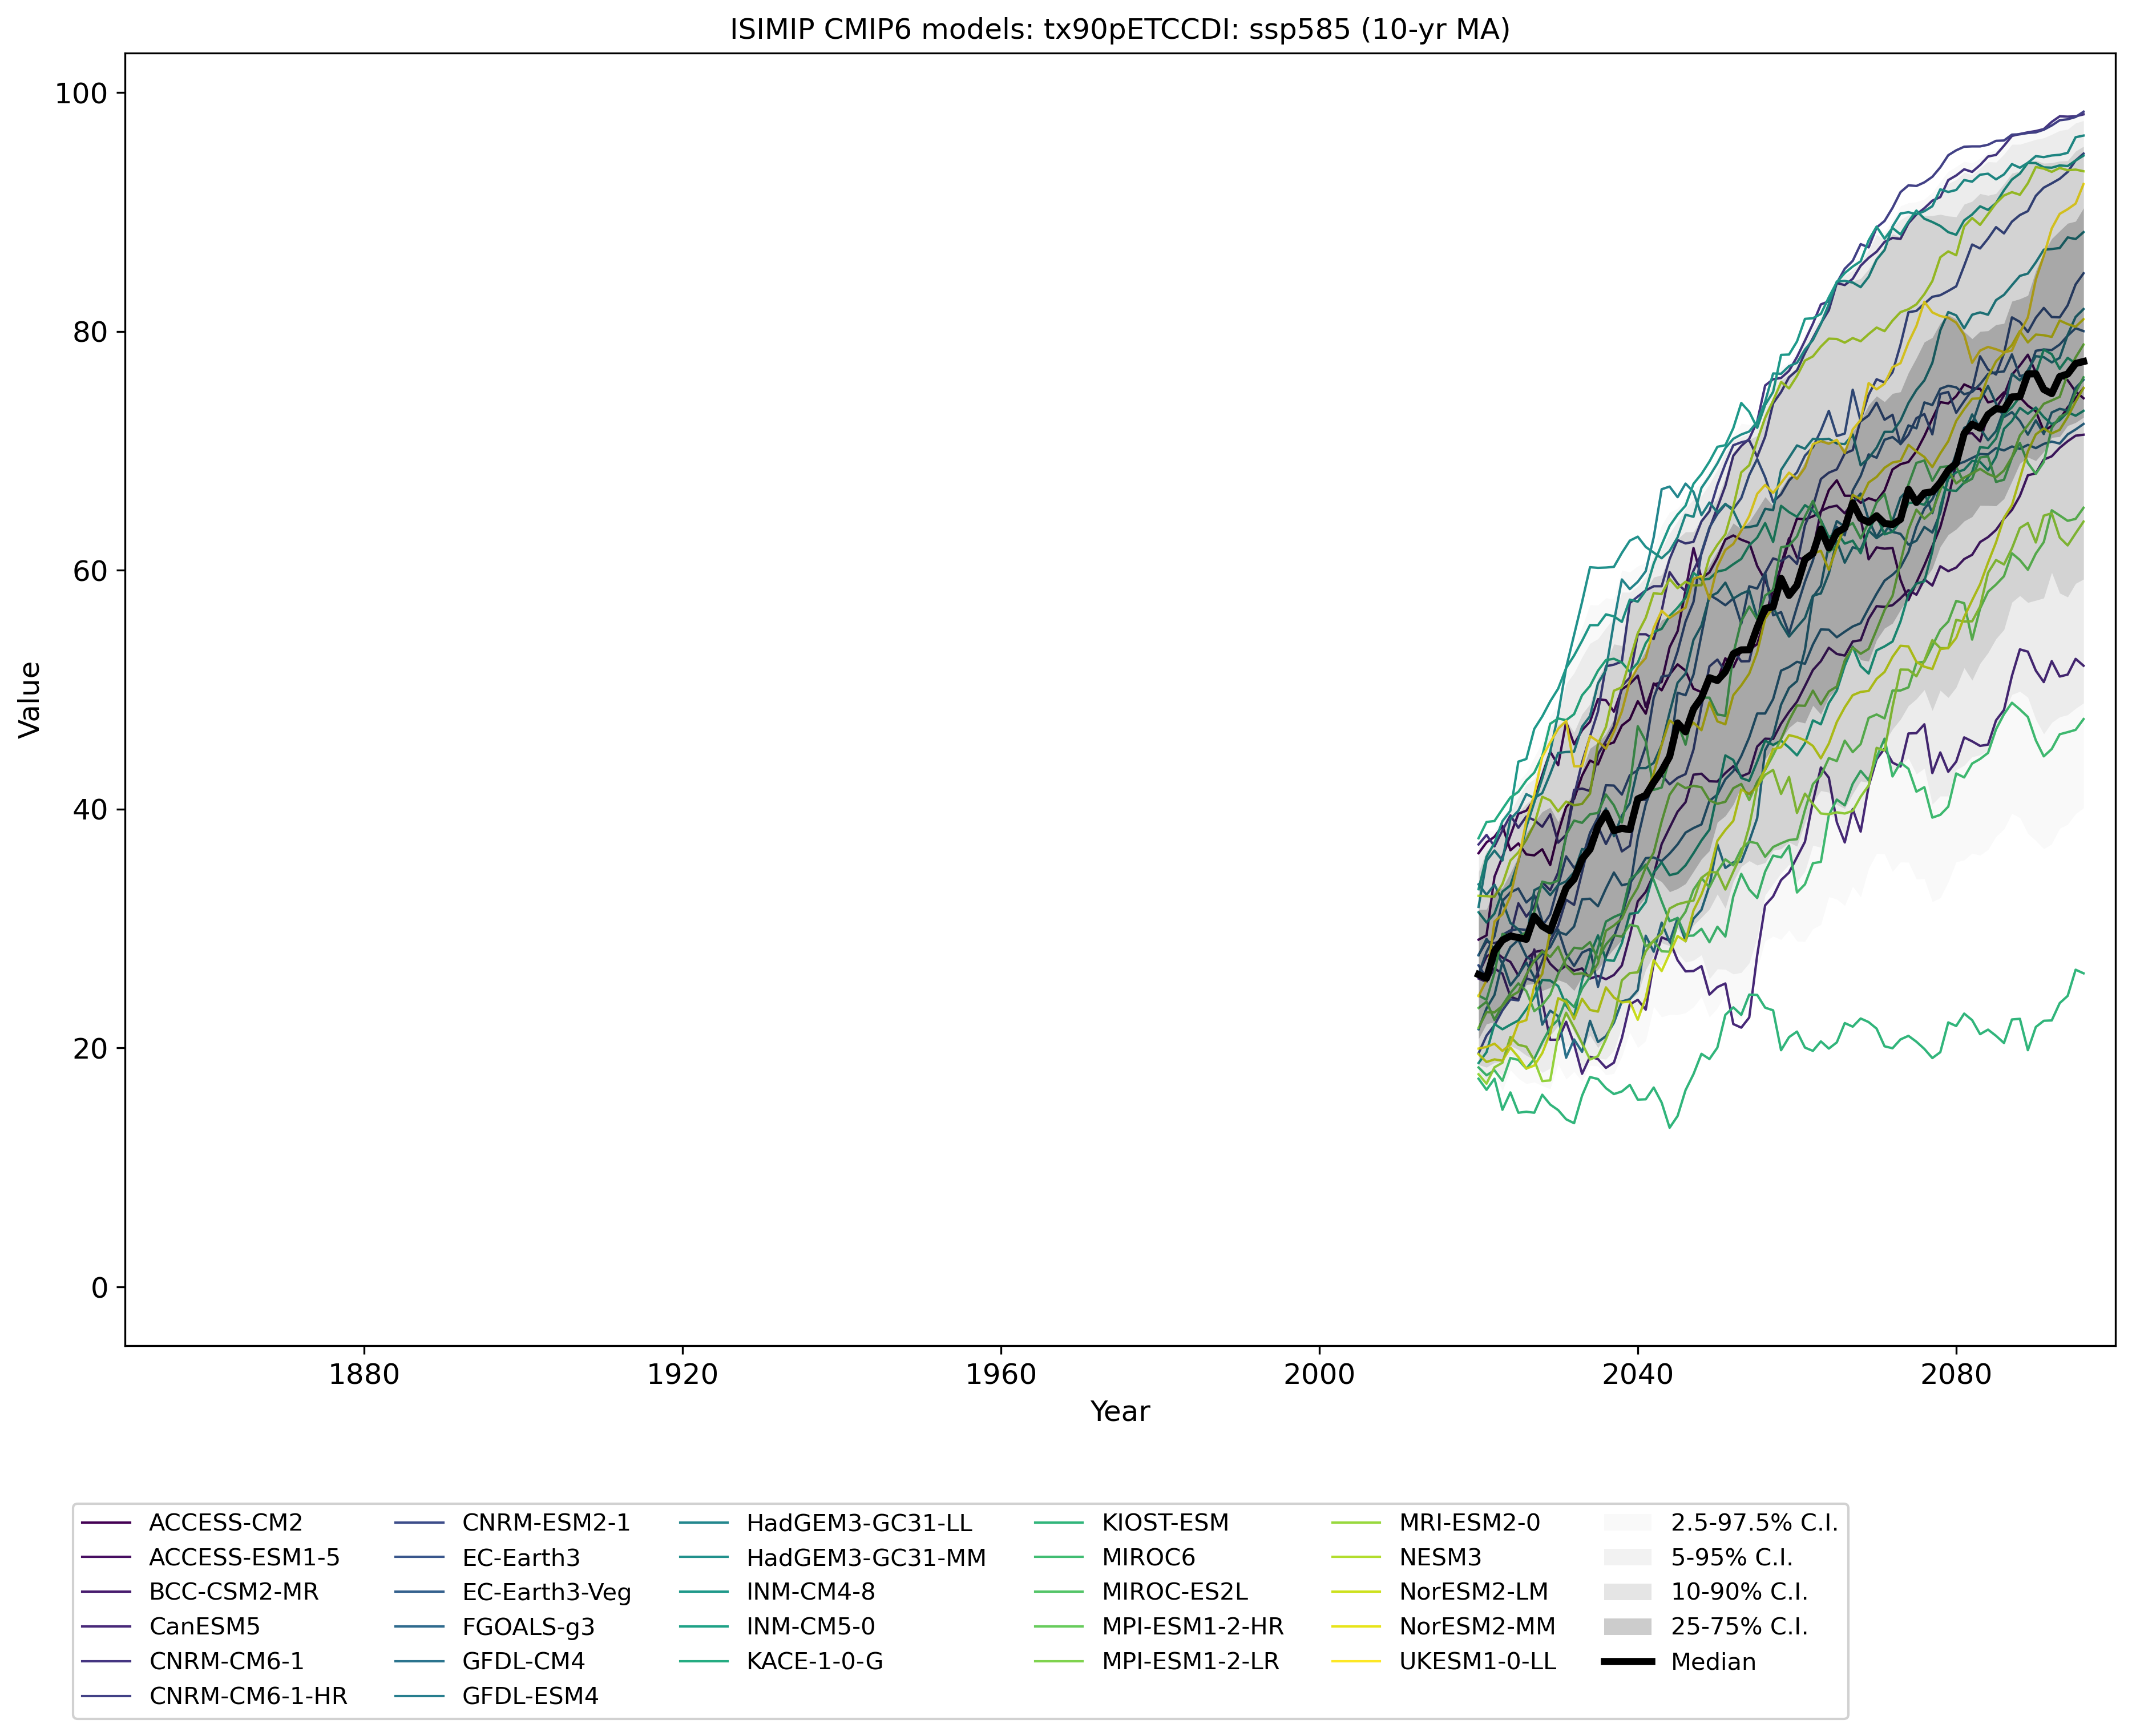 ISIMIP CMIP6 models: tx90pETCCDI: ssp585 (10-yr MA)
100
80
60
40
20
0
Value
1880 1920 1960 2000 2040 2080
Year
ACCESS-CM2
ACCESS-ESM1-5
BCC-CSM2-MR
CanESM5
CNRM-CM6-1
CNRM-CM6-1-HR
CNRM-ESM2-1
EC-Earth3
EC-Earth3-Veg
FGOALS-g3
GFDL-CM4
GFDL-ESM4
HadGEM3-GC31-LL
HadGEM3-GC31-MM
INM-CM4-8
INM-CM5-0
KACE-1-0-G
KIOST-ESM
MIROC6
MIROC-ES2L
MPI-ESM1-2-HR
MPI-ESM1-2-LR
MRI-ESM2-0
NESM3
NorESM2-LM
NorESM2-MM
UKESM1-0-LL
2.5-97.5% C.I.
5-95% C.I.
10-90% C.I.
25-75% C.I.
Median